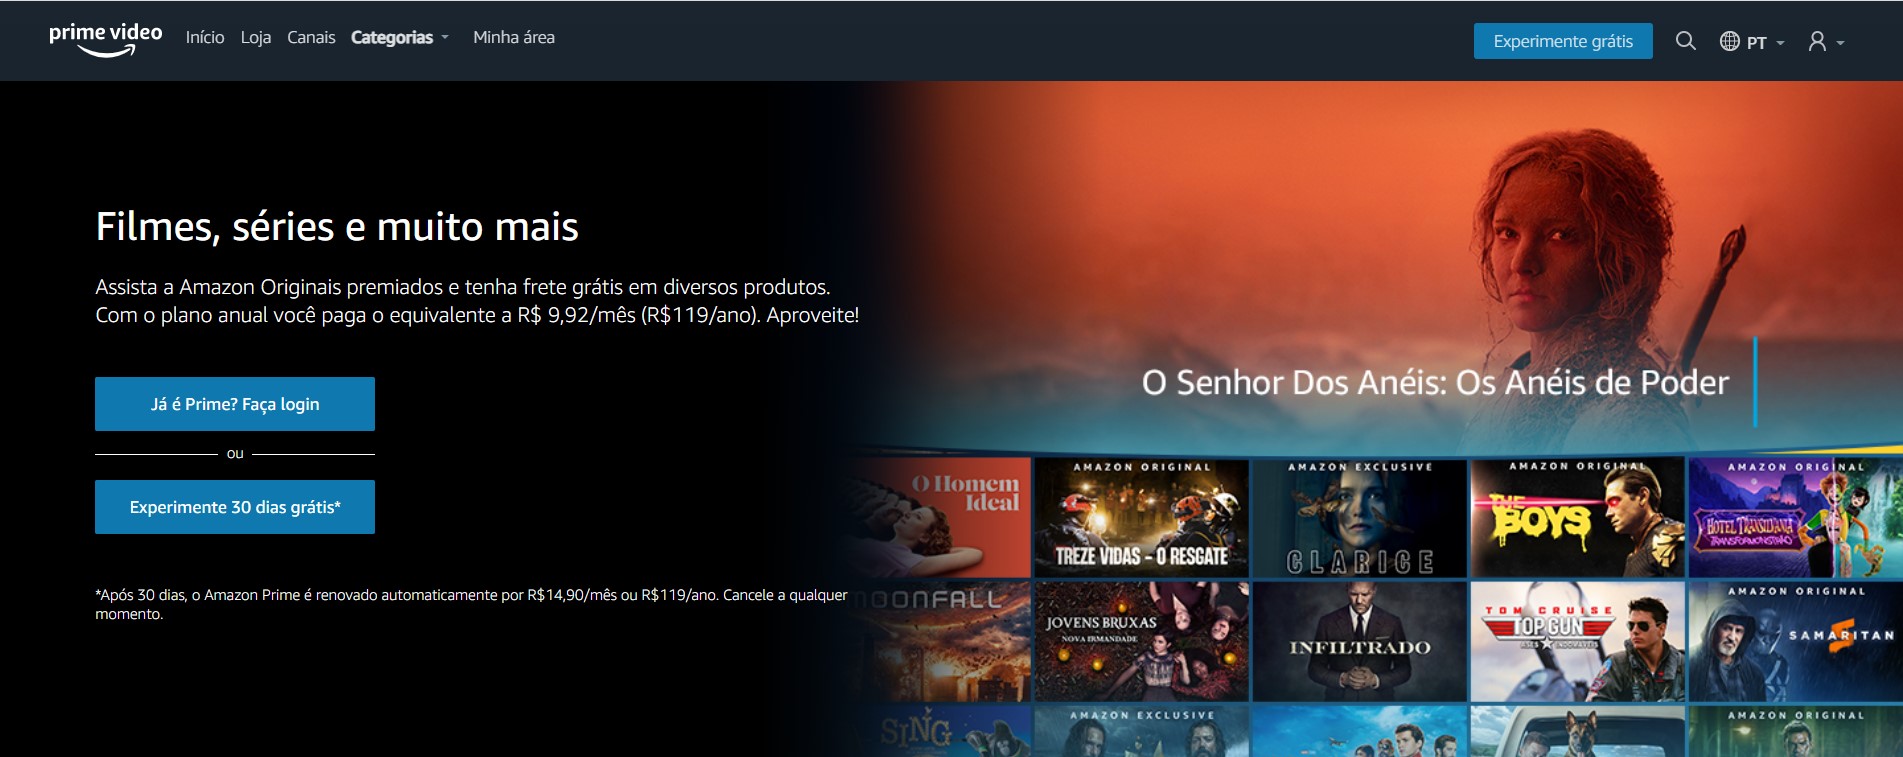 prime video
Início Loja Canais Categorias Minha área
Experimente grátis
PT
Filmes, séries e muito mais
Assista a Amazon Originais premiados e tenha frete grátis em diversos produtos.
Com o plano anual você paga o equivalente a R$ 9,92/mês (R$119/ano). Aproveite!
Já é Prime? Faça login
ou
Experimente 30 dias grátis*
*Após 30 dias, o Amazon Prime é renovado automaticamente por R$14,90/mês ou R$119/ano. Cancele a qualquer
momento.
O Senhor Dos Anéis: Os Anéis de Poder
O Homem
Ideal
AMAZON ORIGINAL
TREZE VIDAS - O RESGATE
AMAZON EXCLUSIVE
CLARICE
AMAZON ORIGINAL
THE
BOYS
AMAZON ORIGINAL
HOTEL TRANSILVÂNIA
TRANSFORMONSTRÃO
MOONFALL
JOVENS BRUXAS
NOVA IRMANDADE
INFILTRADO
TOM CRUISE
TOP GUN
ASES INDOMÁVEIS
AMAZON ORIGINAL
SAMARITAN
SING
AMAZON EXCLUSIVE
AMAZON ORIGINAL